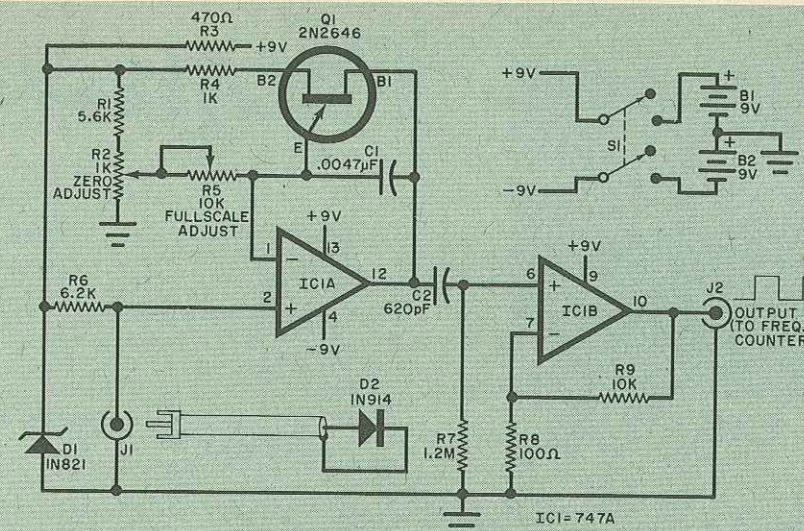 470Ω
R3
+9V
Q1
2N2646
R4
1K
B2
B1
E
R1
5.6K
R2
1K
ZERO
ADJUST
R5
10K
FULLSCALE
ADJUST
C1
.0047µF
+9V
-9V
S1
+
B1
9V
+
B2
9V
+9V
13
1
-
IC1A
12
2
+
4
-9V
R6
6.2K
C2
620pF
+9V
9
6
+
IC1B
10
7
-
J2
OUTPUT
(TO FREQ.
COUNTER
R9
10K
D1
1N821
J1
D2
1N914
R7
1.2M
R8
100Ω
IC1=747A